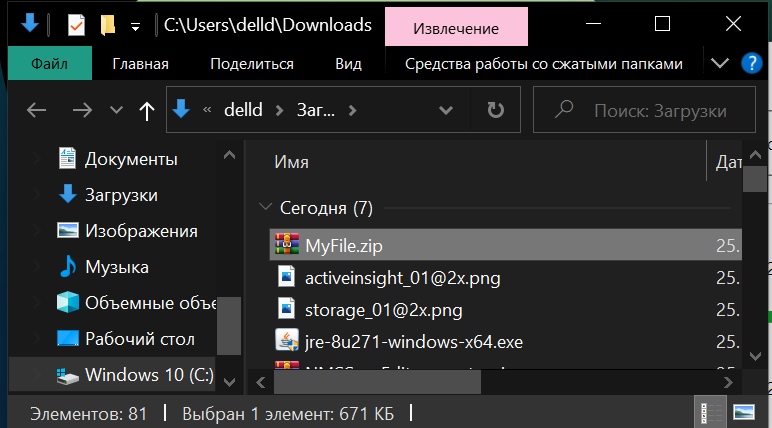 C:\Users\delld\Downloads
Извлечение
Файл
Главная
Поделиться
Вид
Средства работы со сжатыми папками
« delld > Заг... >
Поиск: Загрузки
Документы
Загрузки
Изображения
Музыка
Объемные объе
Рабочий стол
Windows 10 (C:)
Имя
Дат
Сегодня (7)
MyFile.zip 25.
activeinsight_01@2x.png 25.
storage_01@2x.png 25.
jre-8u271-windows-x64.exe 25.
Элементов: 81
Выбран 1 элемент: 671 КБ